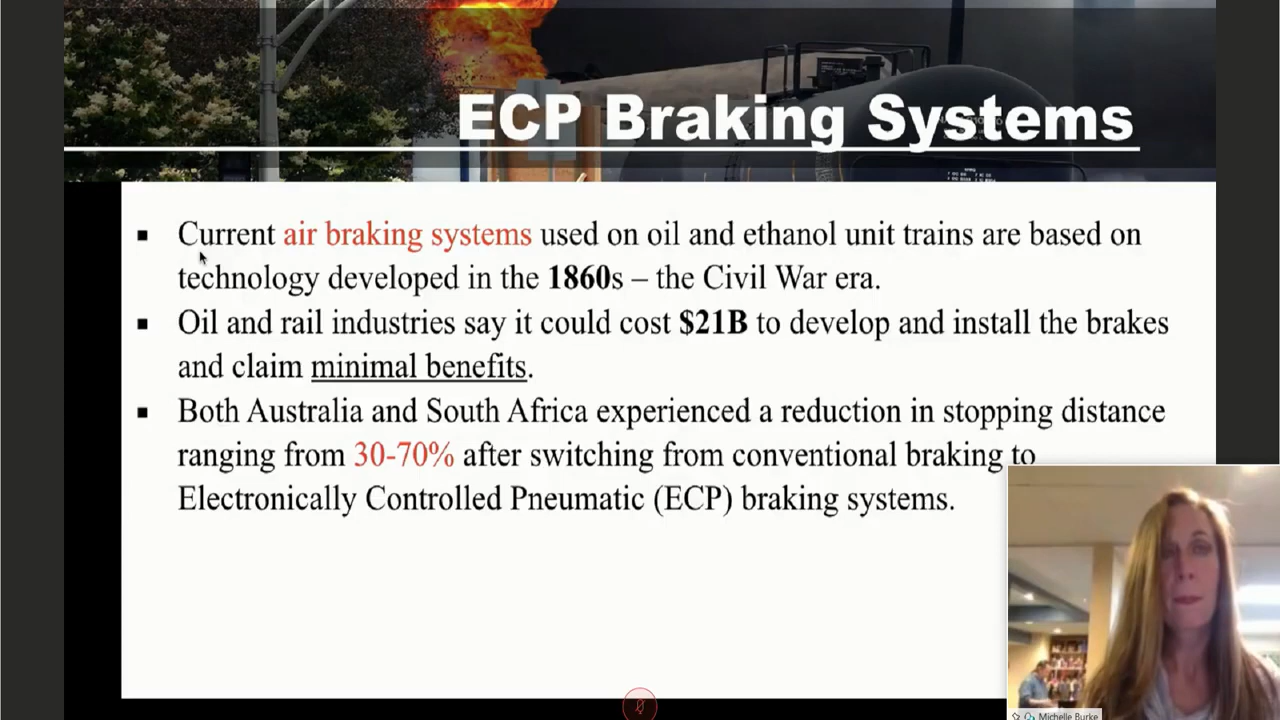 ECP Braking Systems
▪ Current air braking systems used on oil and ethanol unit trains are based on
technology developed in the 1860s – the Civil War era.
▪ Oil and rail industries say it could cost $21B to develop and install the brakes
and claim minimal benefits.
▪ Both Australia and South Africa experienced a reduction in stopping distance
ranging from 30-70% after switching from conventional braking to
Electronically Controlled Pneumatic (ECP) braking systems.
Michelle Burke